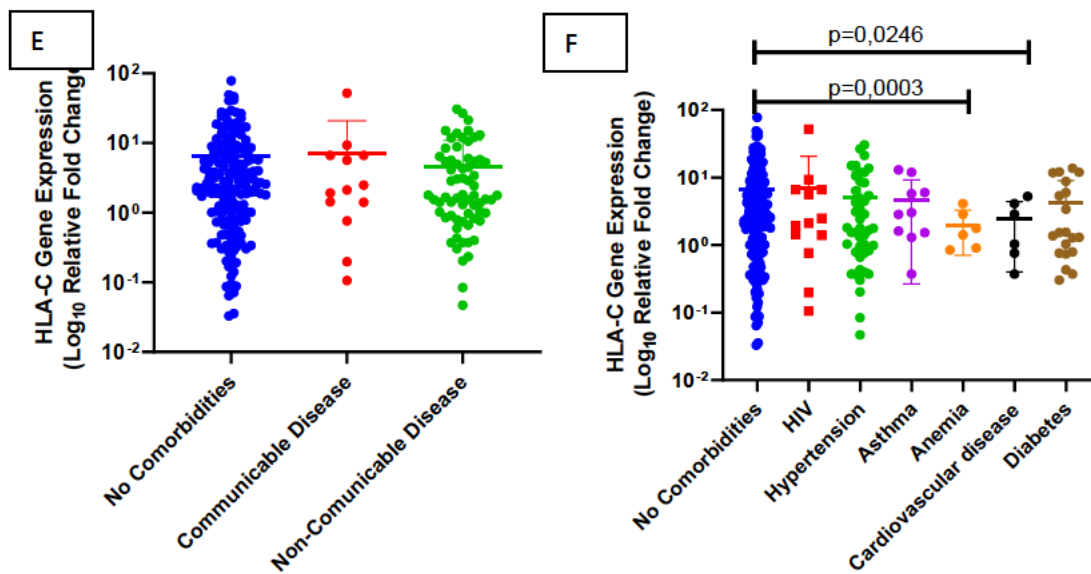 E
HLA-C Gene Expression
(Log10 Relative Fold Change)
10²
10¹
10⁰
10⁻¹
10⁻²
No Comorbidities
Communicable Disease
Non-Comunicable Disease
F
p=0,0246
p=0,0003
HLA-C Gene Expression
(Log10 Relative Fold Change)
10²
10¹
10⁰
10⁻¹
10⁻²
No Comorbidities
HIV
Hypertension
Asthma
Anemia
Cardiovascular disease
Diabetes